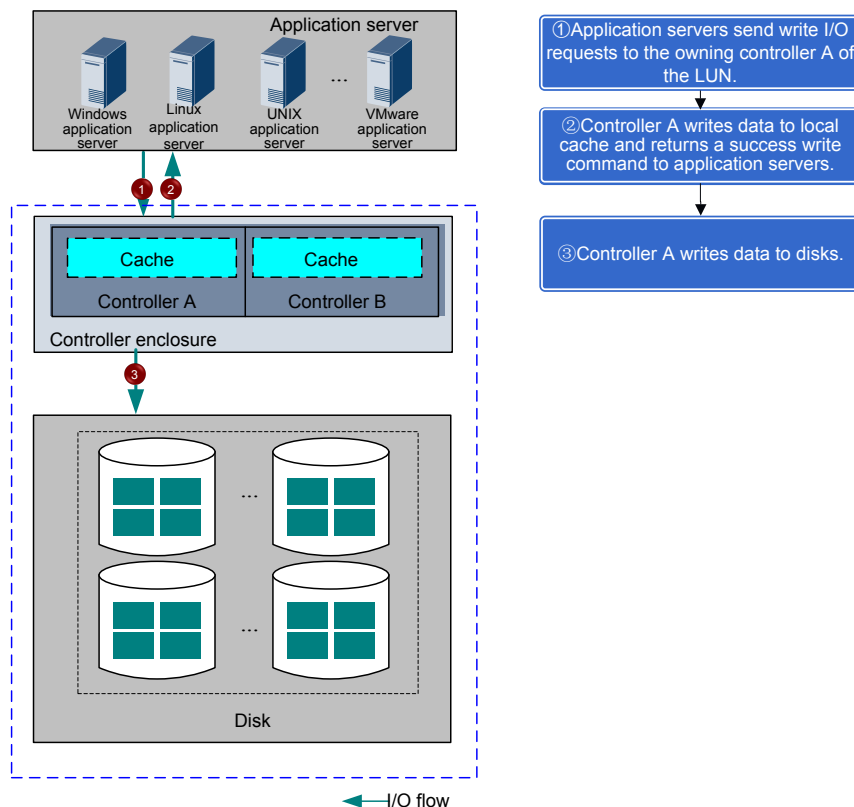 Application server
Windows
application
server
Linux
application
server
UNIX
application
server
...
VMware
application
server
①Application servers send write I/O
requests to the owning controller A of
the LUN.
②Controller A writes data to local
cache and returns a success write
command to application servers.
③Controller A writes data to disks.
1
2
Cache
Cache
Controller A
Controller B
Controller enclosure
3
...
...
Disk
I/O flow